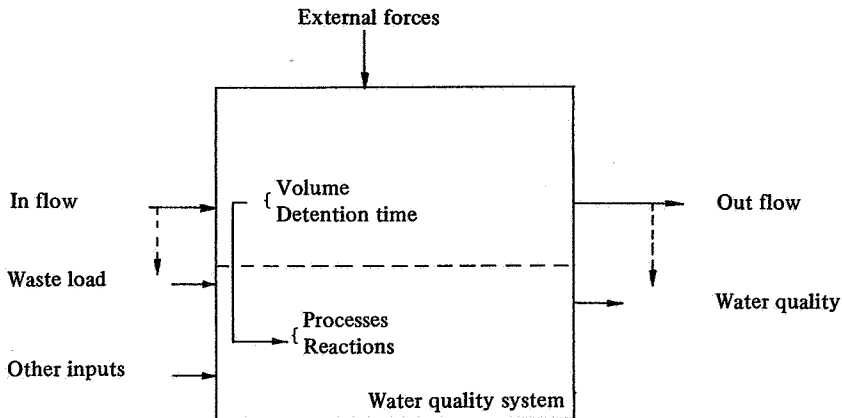 External forces
In flow
{ Volume
Detention time
Out flow
Waste load
Water quality
{ Processes
Reactions
Other inputs
Water quality system